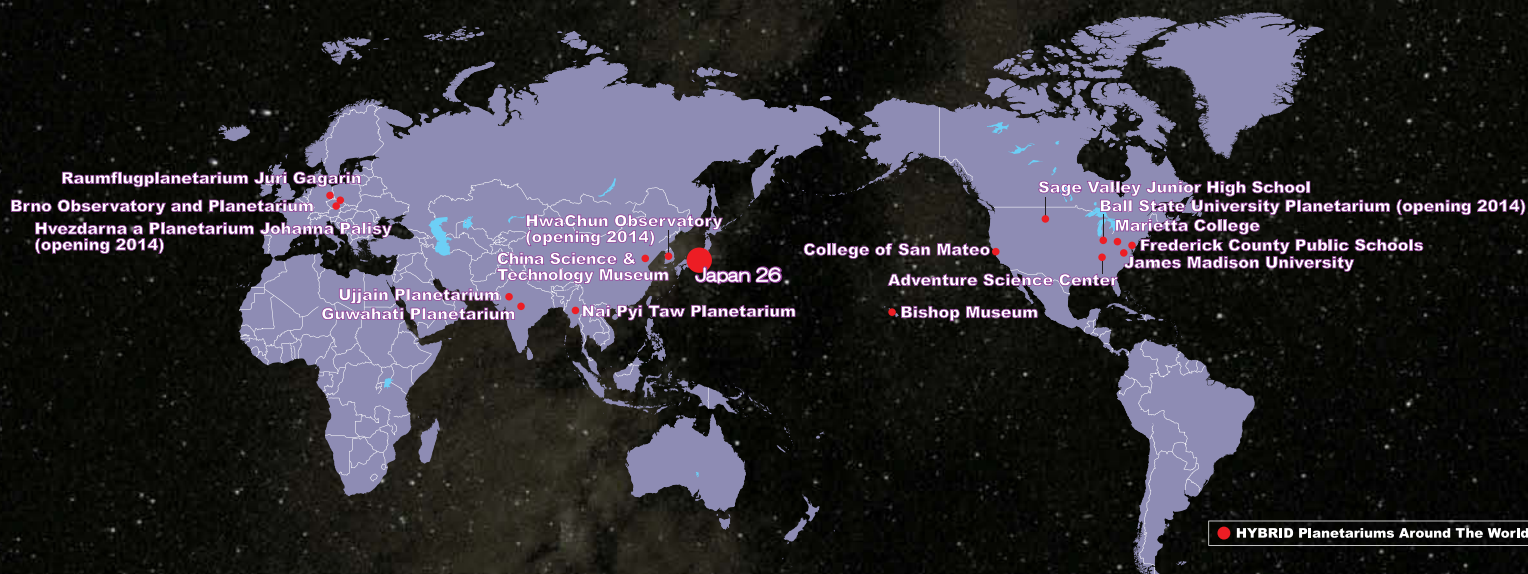 Raumflugplanetarium Juri Gagarin
Brno Observatory and Planetarium
Hvezdarna a Planetarium Johanna Palisy
(opening 2014)
HwaChun Observatory
(opening 2014)
China Science &
Technology Museum
Japan 26
Ujjain Planetarium
Guwahati Planetarium
Nai Pyi Taw Planetarium
Sage Valley Junior High School
Ball State University Planetarium (opening 2014)
Marietta College
Frederick County Public Schools
James Madison University
College of San Mateo
Adventure Science Center
Bishop Museum
HYBRID Planetariums Around The World